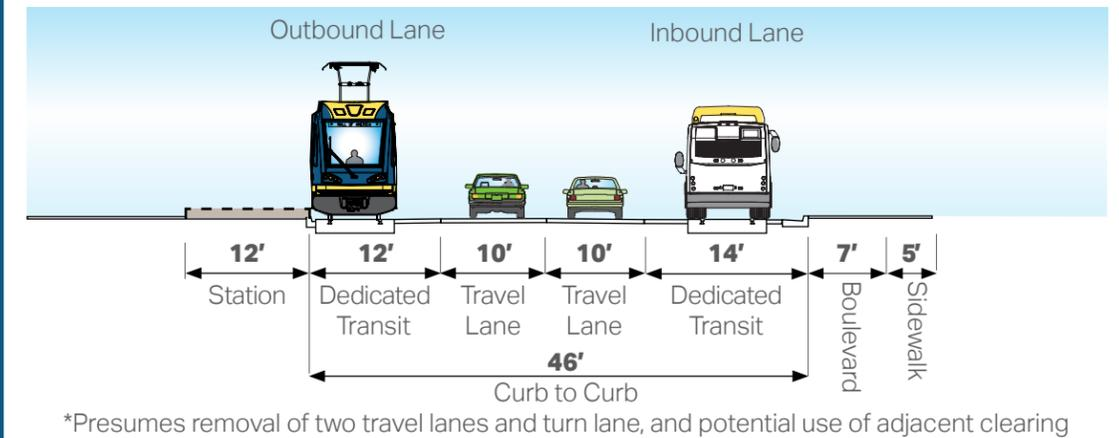 Outbound Lane
Inbound Lane
12′
12′
10′
10′
14′
7′
5′
Station
Dedicated
Transit
Travel
Lane
Travel
Lane
Dedicated
Transit
Boulevard
Sidewalk
46′
Curb to Curb
*Presumes removal of two travel lanes and turn lane, and potential use of adjacent clearing